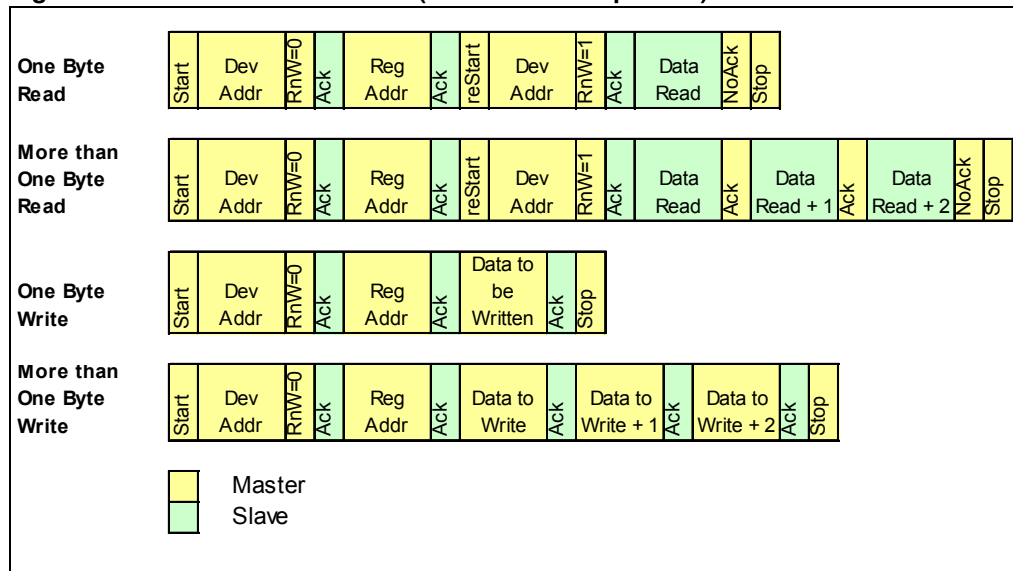 One Byte
Read
Start
Dev
Addr
RnW=0
Ack
Reg
Addr
Ack
reStart
Dev
Addr
RnW=1
Ack
Data
Read
NoAck
Stop
More than
One Byte
Read
Start
Dev
Addr
RnW=0
Ack
Reg
Addr
Ack
reStart
Dev
Addr
RnW=1
Ack
Data
Read
Ack
Data
Read + 1
Ack
Data
Read + 2
NoAck
Stop
One Byte
Write
Start
Dev
Addr
RnW=0
Ack
Reg
Addr
Ack
Data to
be
Written
Ack
Stop
More than
One Byte
Write
Start
Dev
Addr
RnW=0
Ack
Reg
Addr
Ack
Data to
Write
Ack
Data to
Write + 1
Ack
Data to
Write + 2
Ack
Stop
Master
Slave